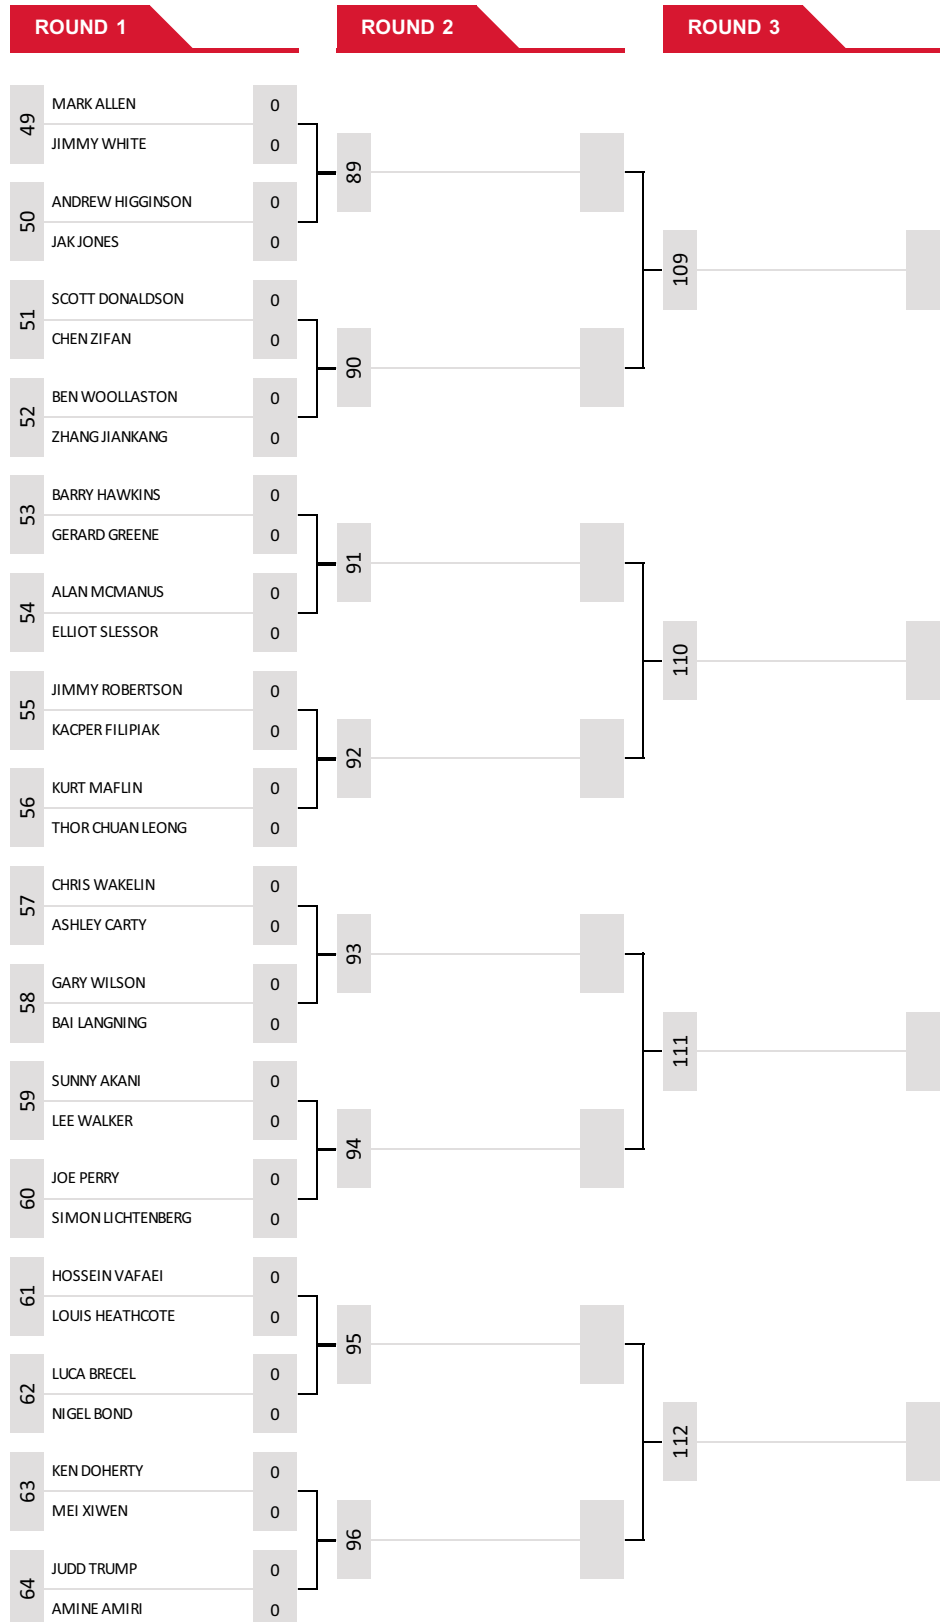 ROUND 1
ROUND 2
ROUND 3
49
MARK ALLEN 0
JIMMY WHITE 0
50
ANDREW HIGGINSON 0
JAK JONES 0
89
51
SCOTT DONALDSON 0
CHEN ZIFAN 0
52
BEN WOOLLASTON 0
ZHANG JIANKANG 0
90
109
53
BARRY HAWKINS 0
GERARD GREENE 0
54
ALAN MCMANUS 0
ELLIOT SLESSOR 0
91
55
JIMMY ROBERTSON 0
KACPER FILIPIAK 0
56
KURT MAFLIN 0
THOR CHUAN LEONG 0
92
110
57
CHRIS WAKELIN 0
ASHLEY CARTY 0
58
GARY WILSON 0
BAI LANGNING 0
93
59
SUNNY AKANI 0
LEE WALKER 0
60
JOE PERRY 0
SIMON LICHTENBERG 0
94
111
61
HOSSEIN VAFAEI 0
LOUIS HEATHCOTE 0
62
LUCA BRECEL 0
NIGEL BOND 0
95
63
KEN DOHERTY 0
MEI XIWEN 0
64
JUDD TRUMP 0
AMINE AMIRI 0
96
112